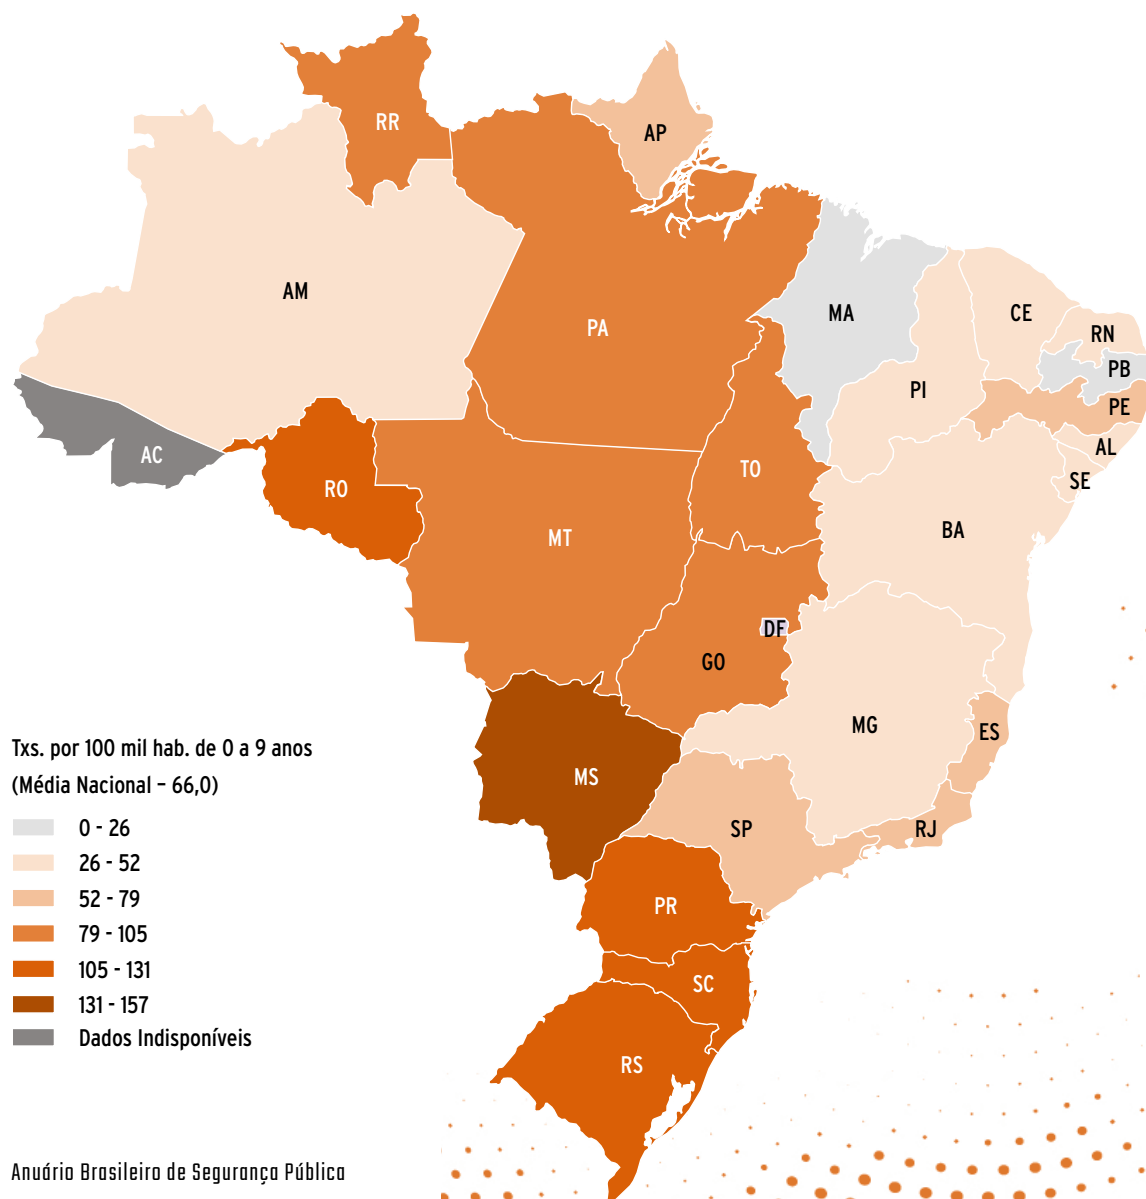 RR
AP
AM
PA
MA
CE
RN
PB
PI
PE
AL
AC
SE
TO
RO
BA
MT
DF
GO
MG
ES
MS
SP
RJ
PR
SC
RS
Txs. por 100 mil hab. de 0 a 9 anos
(Média Nacional – 66,0)
0 - 26
26 - 52
52 - 79
79 - 105
105 - 131
131 - 157
Dados Indisponíveis
Anuário Brasileiro de Segurança Pública